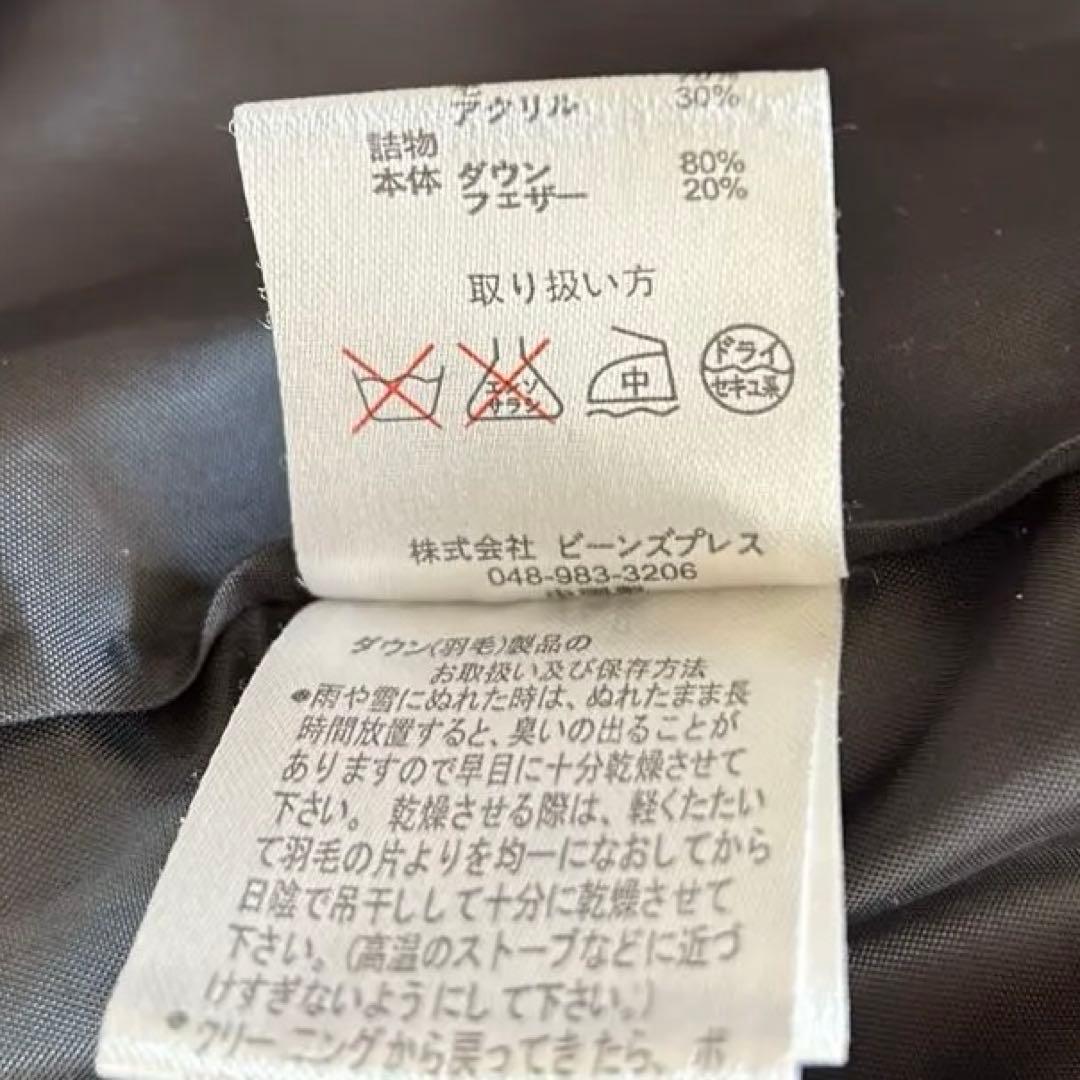 アクリル 30%
詰物
本体 ダウン 80%
フェザー 20%
取り扱い方
エンソ
サラシ
中
ドライ
セキユ系
株式会社 ビーンズプレス
048-983-3206
ダウン(羽毛)製品の
お取扱い及び保存方法
●雨や雪にぬれた時は、ぬれたまま長
時間放置すると、臭いの出ることが
ありますので早目に十分乾燥させて
下さい。乾燥させる際は、軽くたたい
て羽毛の片よりを均一になおしてから
日陰で吊干しして十分に乾燥させて
下さい。(高温のストーブなどに近づ
けすぎないようにして下さい。)
●クリーニングから戻ってきたら、ポ